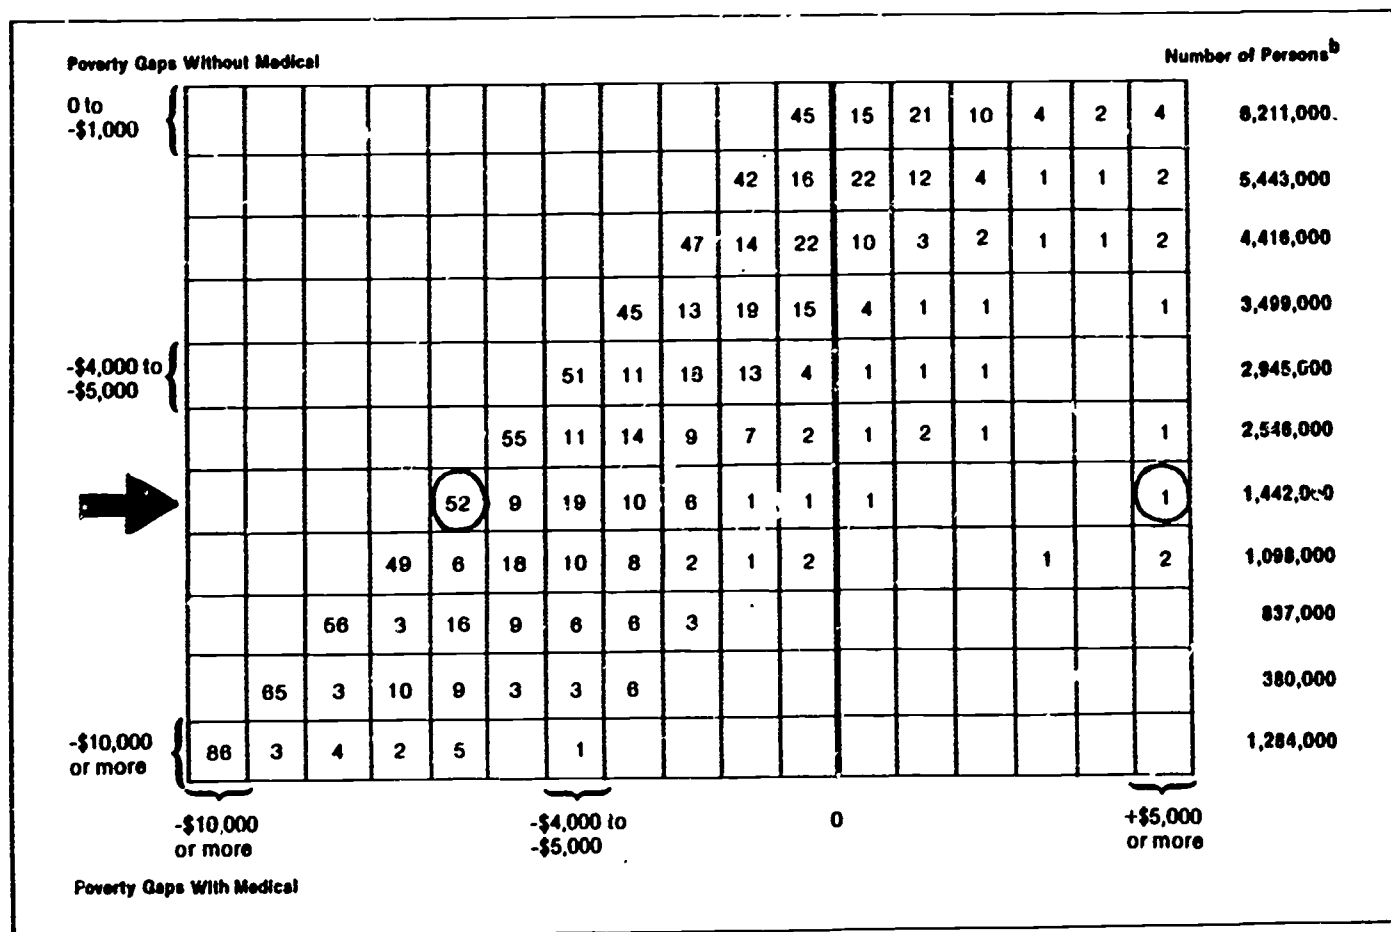 Poverty Gaps Without Medical Number of Persons b
0 to
-$1,000 45 15 21 10 4 2 4 8,211,000
42 16 22 12 4 1 1 2 5,443,000
47 14 22 10 3 2 1 1 2 4,416,000
45 13 19 15 4 1 1 1 3,499,000
-$4,000 to
-$5,000 51 11 18 13 4 1 1 1 2,945,000
55 11 14 9 7 2 1 2 1 1 2,546,000
52 9 19 10 6 1 1 1 1
49 6 18 10 8 2 1 2 1 2 1,098,000
3 16 9 6 6 3 837,000
65 3 10 9 3 3 6 380,000
-$10,000
or more 86 3 4 2 5 1 1,284,000
-$10,000
or more
-$4,000 to
-$5,000
0
+$5,000
or more
Poverty Gaps With Medical